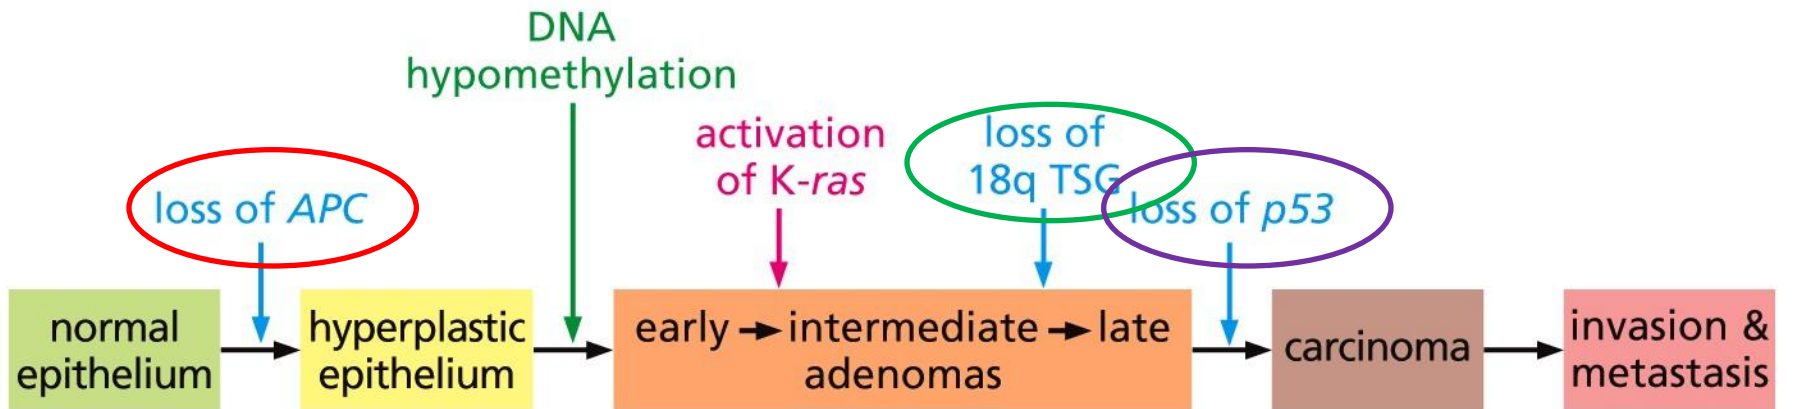 DNA
hypomethylation
activation
of K-ras
loss of
18q TSG
loss of APC
loss of p53
normal
epithelium
hyperplastic
epithelium
early → intermediate → late
adenomas
carcinoma
invasion &
metastasis